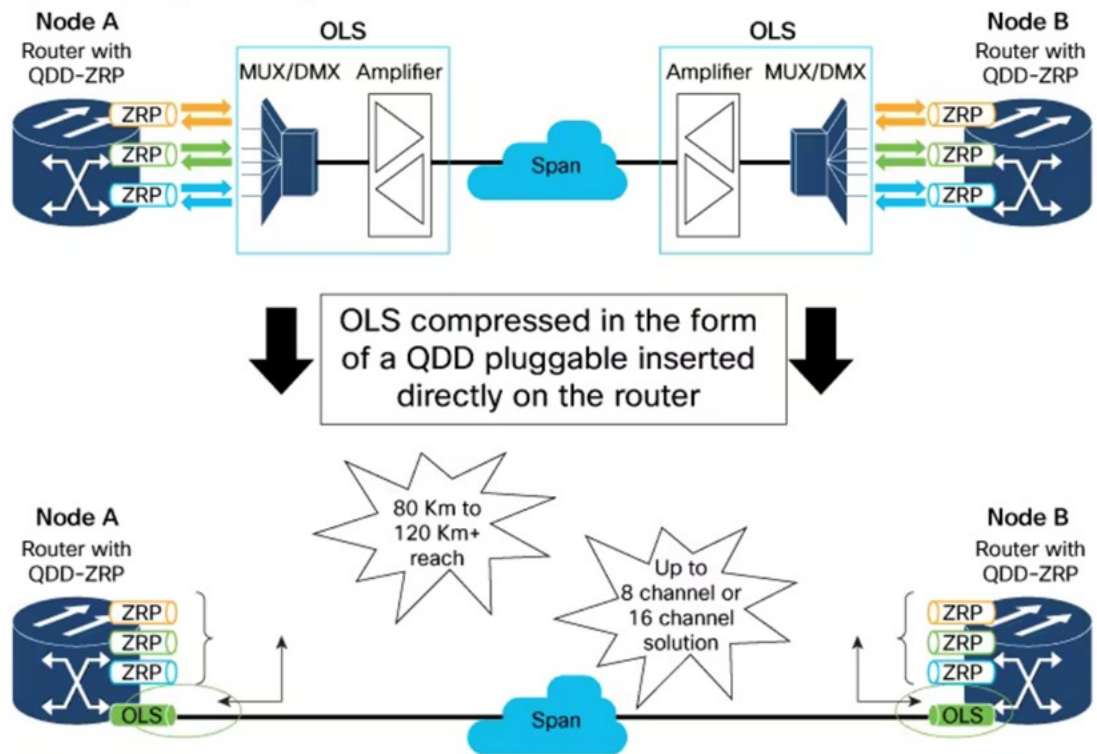 Node A
Router with
QDD-ZRP
OLS
MUX/DMX
Amplifier
ZRP
ZRP
ZRP
Span
OLS
Amplifier
MUX/DMX
Node B
Router with
QDD-ZRP
ZRP
ZRP
ZRP
OLS compressed in the form
of a QDD pluggable inserted
directly on the router
80 Km to
120 Km+
reach
Up to
8 channel or
16 channel
solution
Node A
Router with
QDD-ZRP
ZRP
ZRP
ZRP
OLS
Span
Node B
Router with
QDD-ZRP
ZRP
ZRP
ZRP
OLS